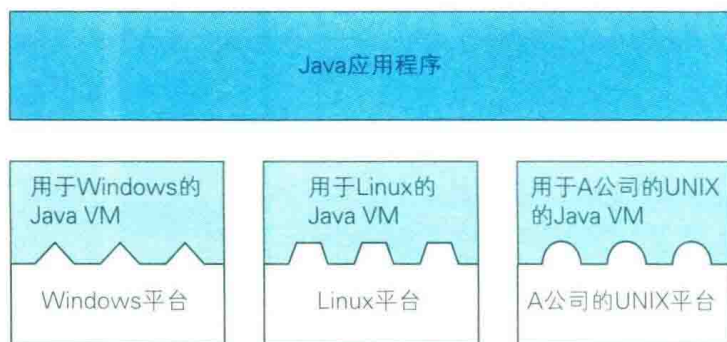 Java应用程序
用于Windows的
Java VM
用于Linux的
Java VM
用于A公司的UNIX
的Java VM
Windows平台
Linux平台
A公司的UNIX平台